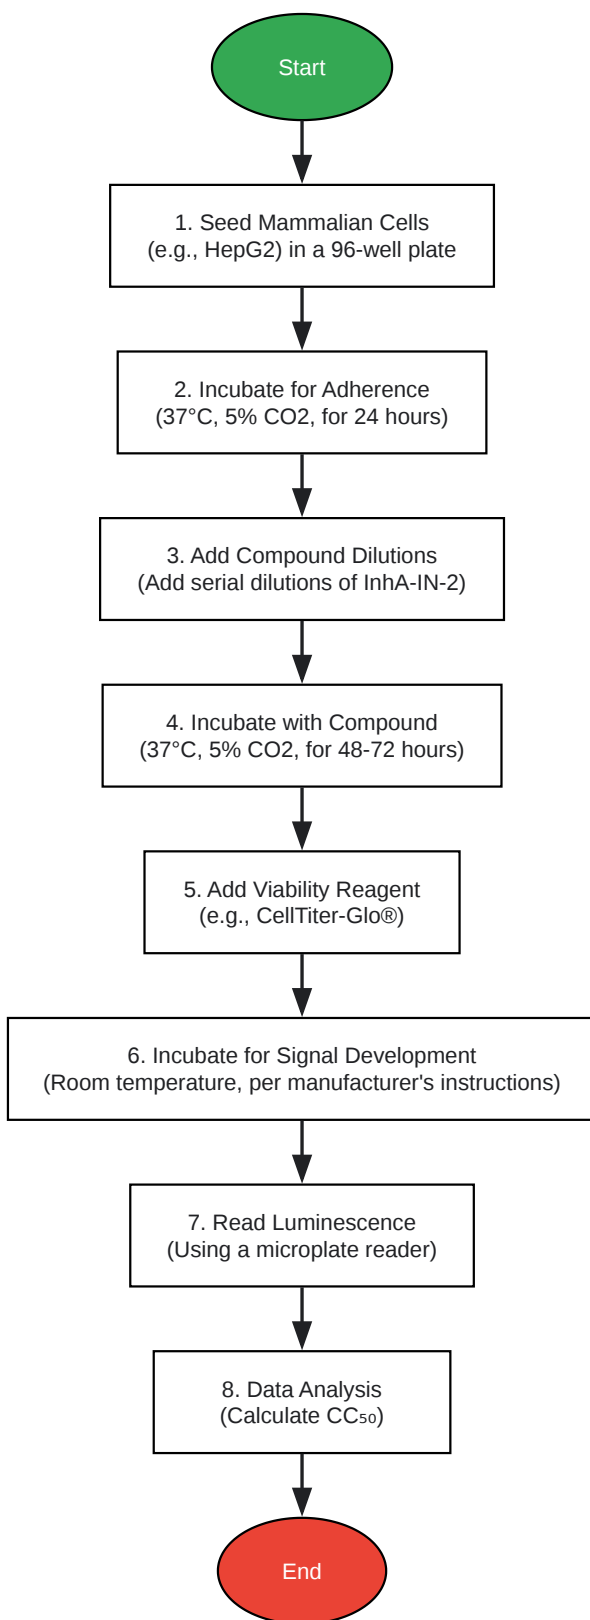 Start
1. Seed Mammalian Cells
(e.g., HepG2) in a 96-well plate
2. Incubate for Adherence
(37°C, 5% CO2, for 24 hours)
3. Add Compound Dilutions
(Add serial dilutions of InhA-IN-2)
4. Incubate with Compound
(37°C, 5% CO2, for 48-72 hours)
5. Add Viability Reagent
(e.g., CellTiter-Glo®)
6. Incubate for Signal Development
(Room temperature, per manufacturer's instructions)
7. Read Luminescence
(Using a microplate reader)
8. Data Analysis
(Calculate CC₅₀)
End